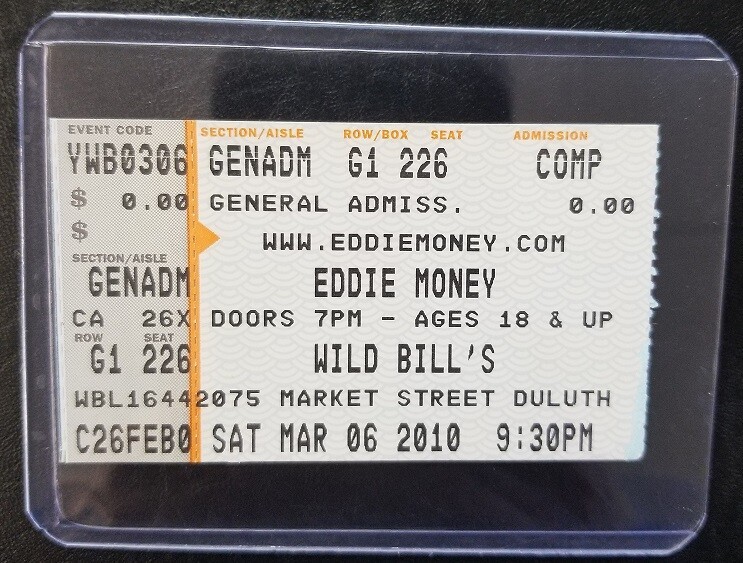 EVENT CODE SECTION/AISLE ROW/BOX SEAT ADMISSION
YWB0306 GENADM G1 226 COMP
$ 0.00 GENERAL ADMISS. 0.00
$ WWW.EDDIEMONEY.COM
SECTION/AISLE
GENADM EDDIE MONEY
CA 26X DOORS 7PM - AGES 18 & UP
ROW SEAT
G1 226 WILD BILL'S
WBL1644 2075 MARKET STREET DULUTH
C26FEB0 SAT MAR 06 2010 9:30PM